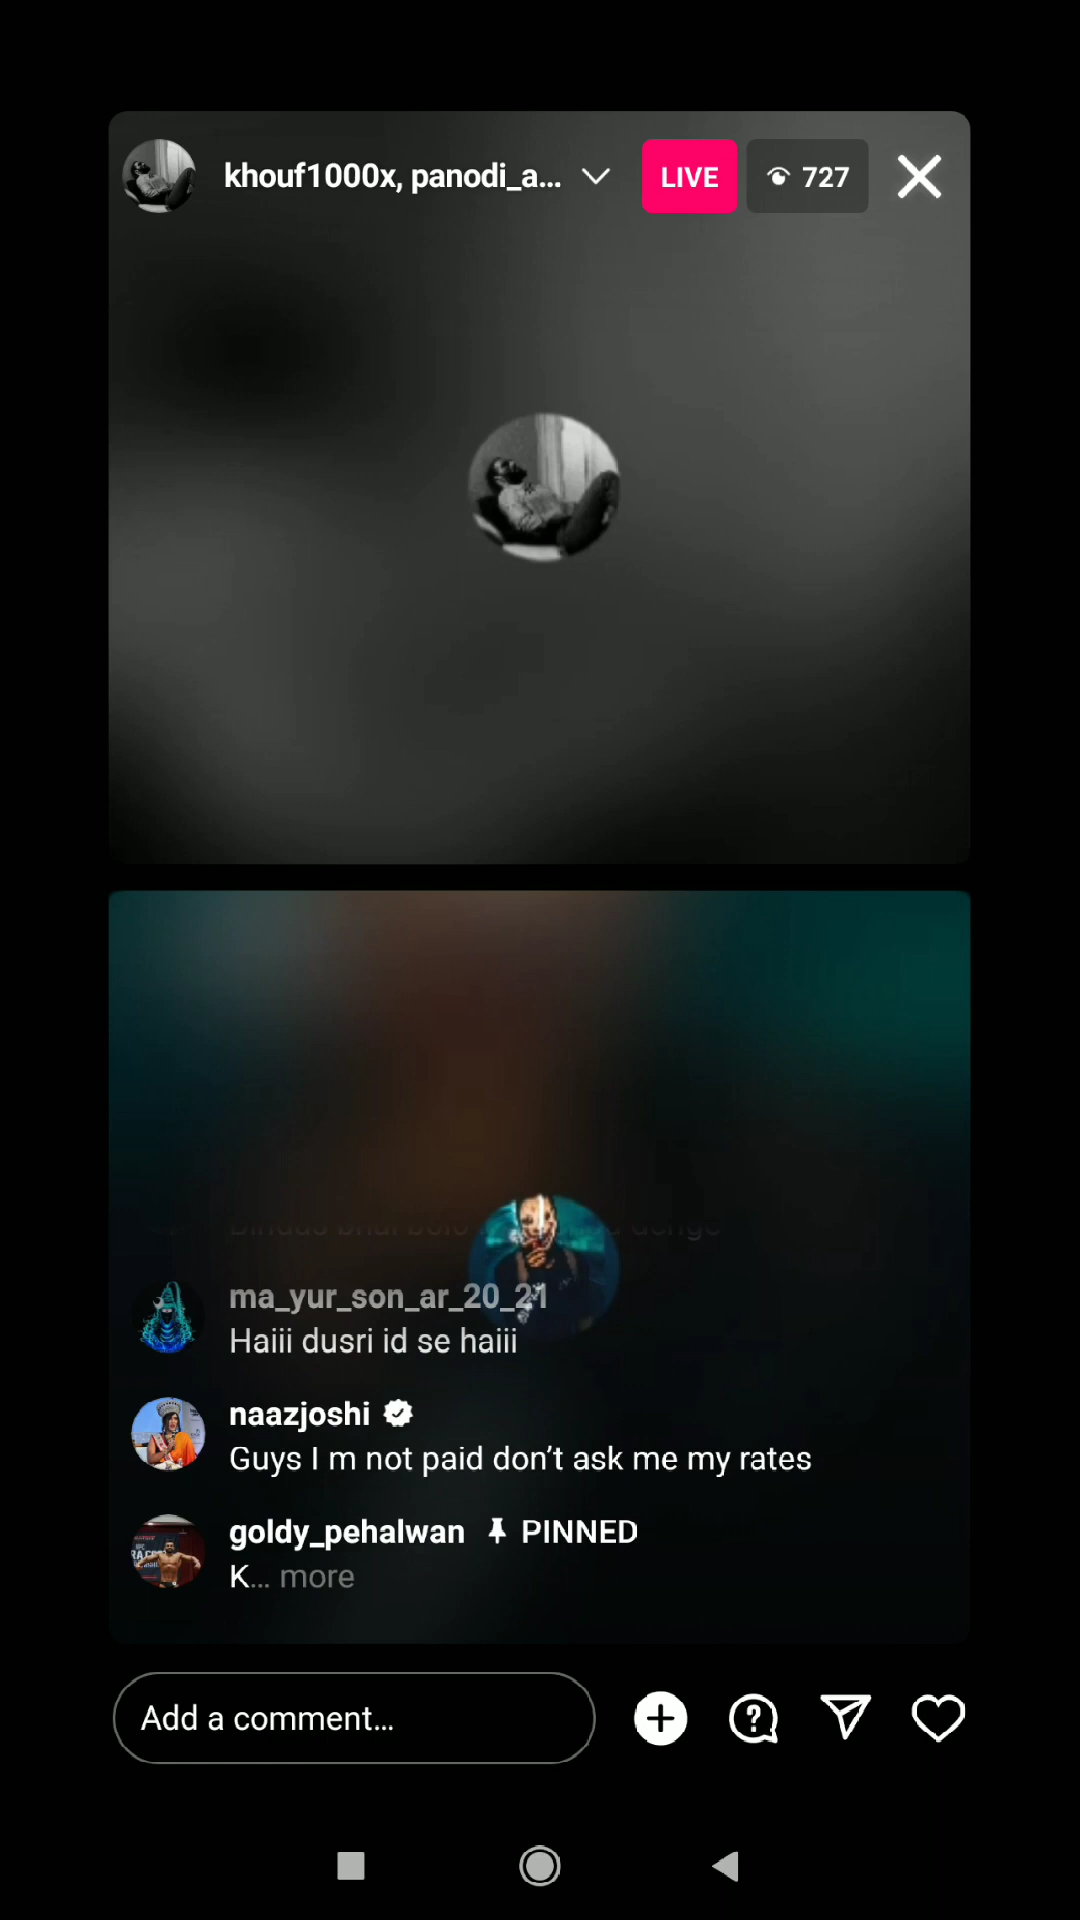 khouf1000x, panodi_a...
LIVE
727
ma_yur_son_ar_20_21
Haiii dusri id se haiii
naazjoshi
Guys I m not paid don’t ask me my rates
goldy_pehalwan PINNED
K... more
Add a comment...